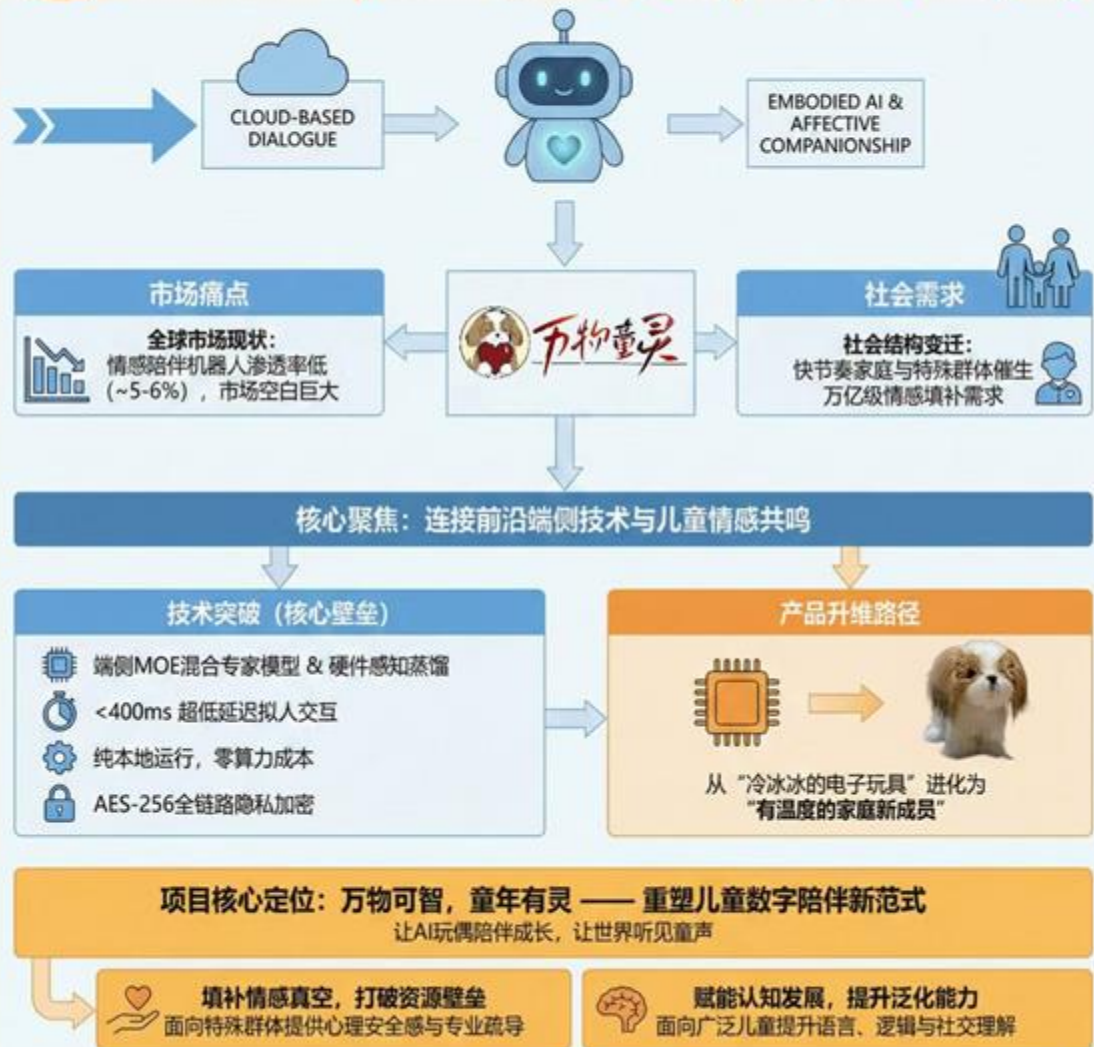 CLOUD-BASED
DIALOGUE
EMBODIED AI &
AFFECTIVE
COMPANIONSHIP
市场痛点
全球市场现状：
情感陪伴机器人渗透率低
（~5-6%），市场空白巨大
万物童灵
社会需求
社会结构变迁：
快节奏家庭与特殊群体催生
万亿级情感填补需求
核心聚焦：连接前沿端侧技术与儿童情感共鸣
技术突破（核心壁垒）
端侧MOE混合专家模型 & 硬件感知蒸馏
<400ms 超低延迟拟人交互
纯本地运行，零算力成本
AES-256全链路隐私加密
产品升维路径
从“冷冰冰的电子玩具”进化为
“有温度的家庭新成员”
项目核心定位：万物可智，童年有灵 —— 重塑儿童数字陪伴新范式
让AI玩偶陪伴成长，让世界听见童声
填补情感真空，打破资源壁垒
面向特殊群体提供心理安全感与专业疏导
赋能认知发展，提升泛化能力
面向广泛儿童提升语言、逻辑与社交理解